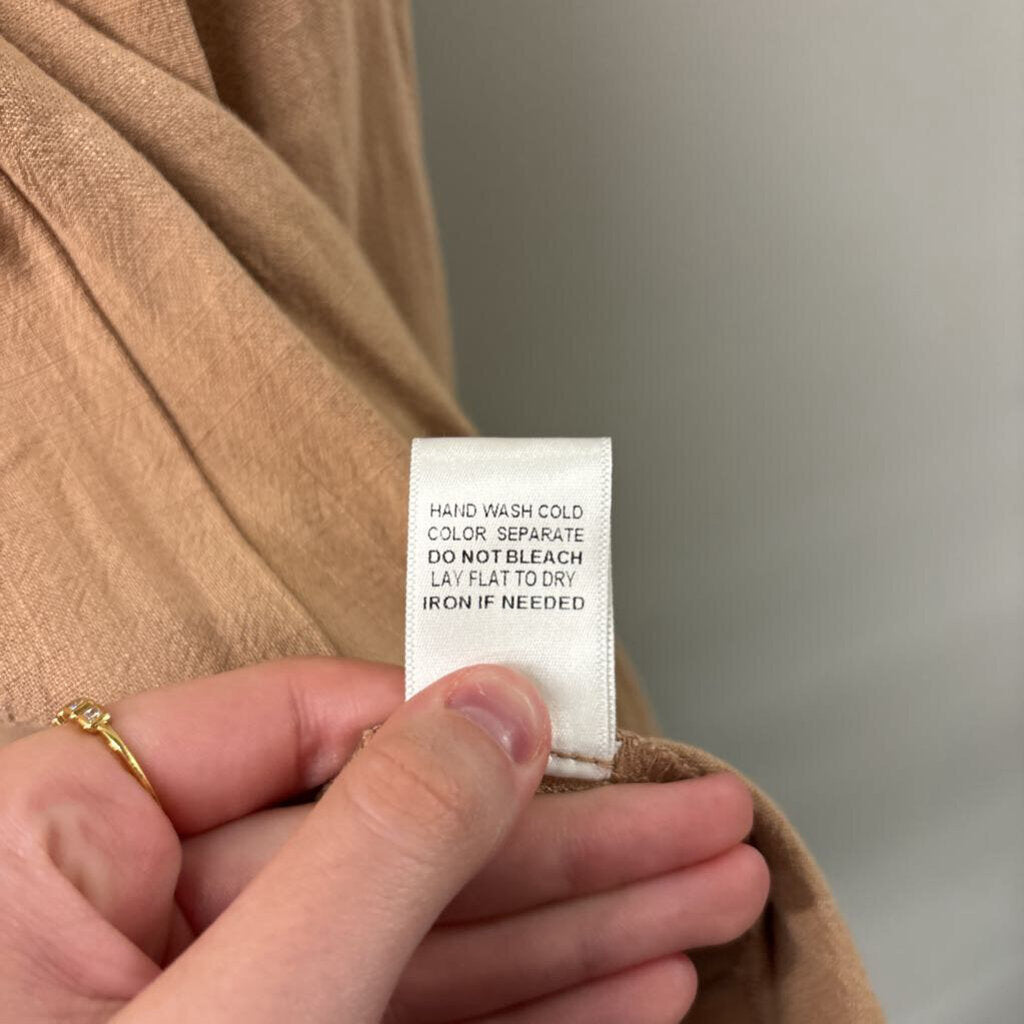 HAND WASH COLD
COLOR SEPARATE
DO NOT BLEACH
LAY FLAT TO DRY
IRON IF NEEDED